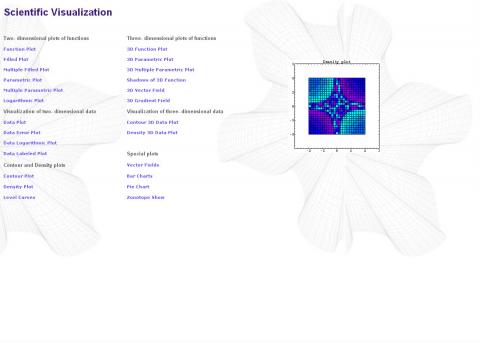 Scientific Visualization
Two- dimensional plots of functions
Function Plot
Filled Plot
Multiple Filled Plot
Parametric Plot
Multiple Parametric Plot
Logarithmic Plot
Visualization of two- dimensional data
Data Plot
Data Error Plot
Data Logarithmic Plot
Data Labeled Plot
Contour and Density plots
Contour Plot
Density Plot
Level Curves
Three- dimensional plots of functions
3D Function Plot
3D Parametric Plot
3D Multiple Parametric Plot
Shadows of 3D Function
3D Vector Field
3D Gradient Field
Visualization of three- dimensional data
Contour 3D Data Plot
Density 3D Data Plot
Special plots
Vector Fields
Bar Charts
Pie Chart
Zonotope Show
Density plot